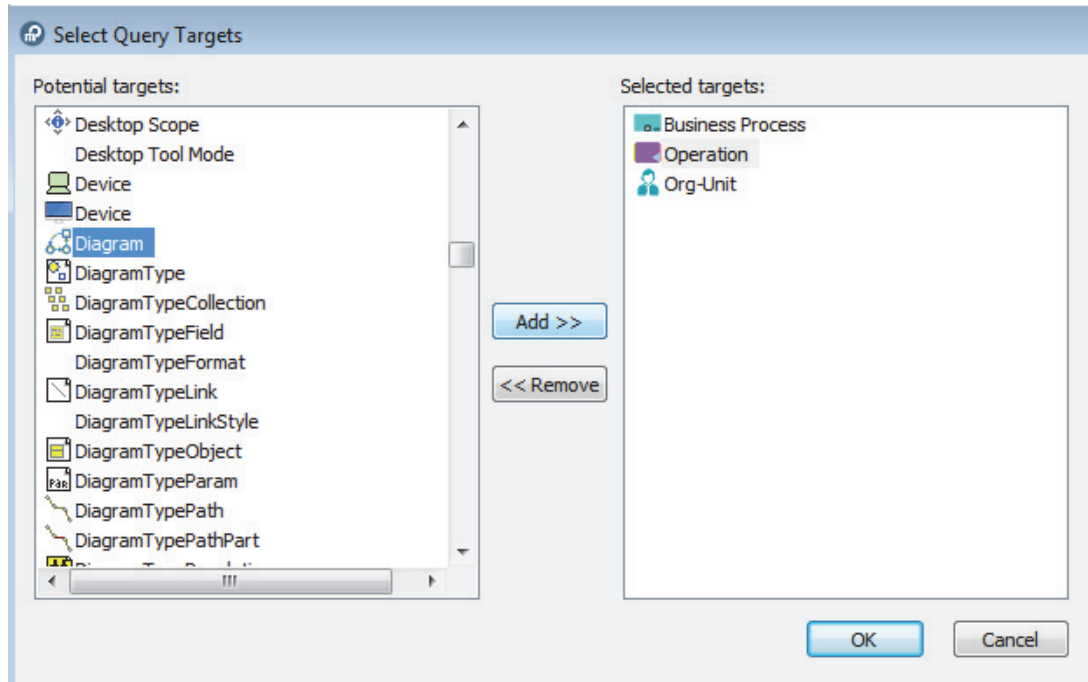 Select Query Targets
Potential targets:
Desktop Scope
Desktop Tool Mode
Device
Device
Diagram
DiagramType
DiagramTypeCollection
DiagramTypeField
DiagramTypeFormat
DiagramTypeLink
DiagramTypeLinkStyle
DiagramTypeObject
Par
DiagramTypeParam
DiagramTypePath
DiagramTypePathPart
Add >>
<< Remove
Selected targets:
Business Process
Operation
Org-Unit
OK
Cancel